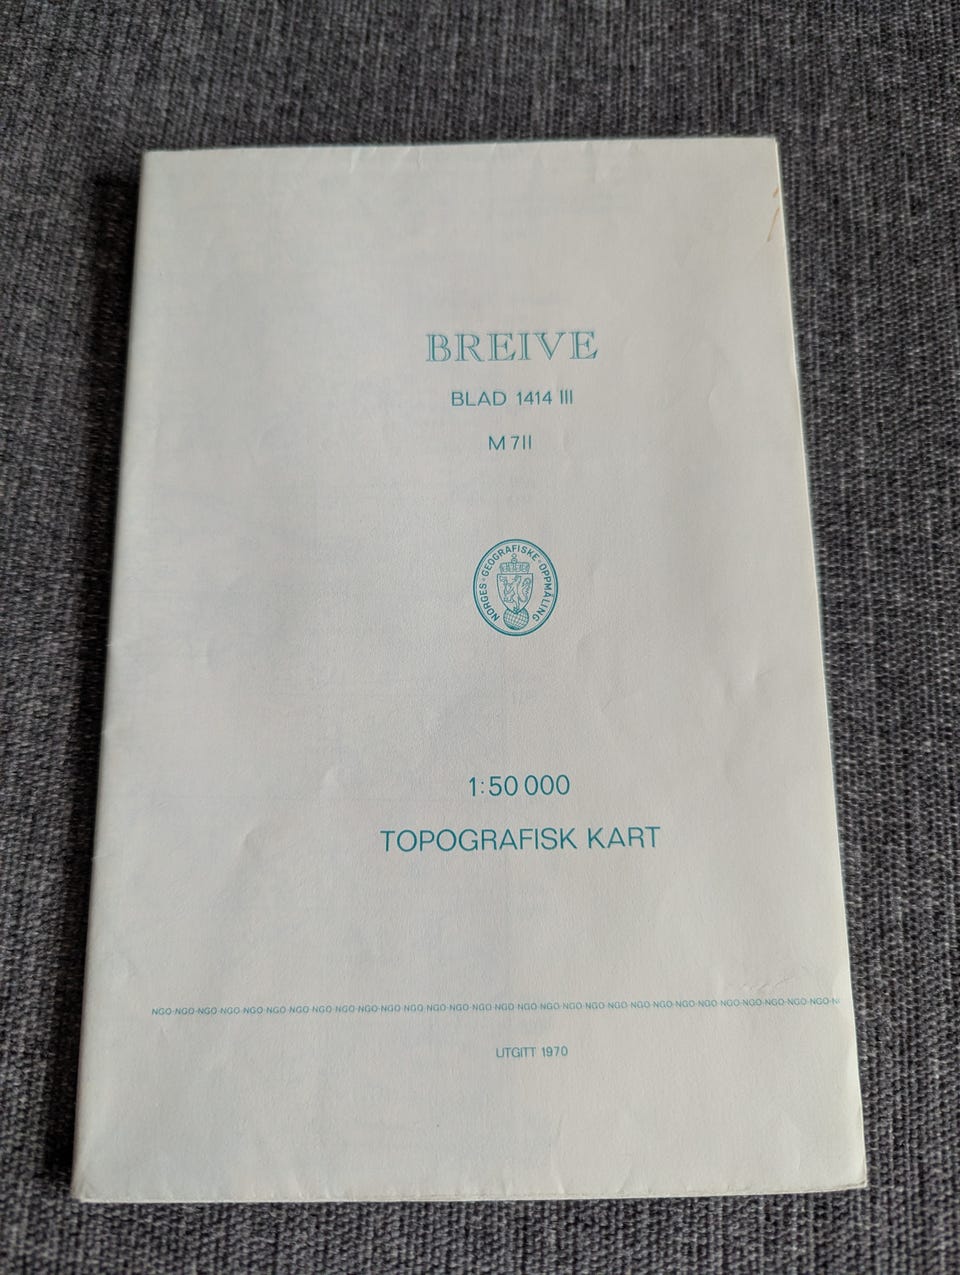 BREIVE
BLAD 1414 III
M 711
NORGES GEOGRAFISKE OPPMÅLING
1:50 000
TOPOGRAFISK KART
NGO-NGO-NGO-NGO-NGO-NGO-NGO-NGO-NGO-NGO-NGO-NGO-NGO-NGO-NGO-NGO-NGO-NGO-NGO-NGO-NGO-NGO-NGO-NGO-NGO-NGO-NGO-NGO-NGO-NGO-N
UTGITT 1970